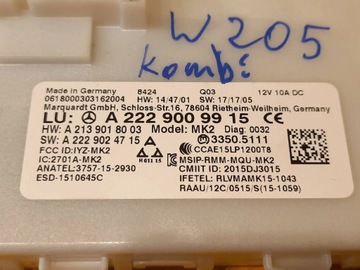 W205
Kombi
Made in Germany 8424 Q03 12V 10A DC
0618000303162004 HW: 14/47/01 SW: 17/17/05
Marquardt GmbH, Schloss-Str.16, 78604 Rietheim-Weilheim, Germany
LU: A 222 900 99 15 CE
HW: A 213 901 80 03 Model: MK2 Diag: 0032
SW: A 222 902 47 15 3350.5111
FCC ID:IYZ-MK2 CCAE15LP1200T8
IC:2701A-MK2 MSIP-RMM-MQU-MK2
ANATEL:3757-15-2930 CMIIT ID: 2015DJ3015
ESD-1510645C IFETEL: RLVMAMK15-1043
RAAU/12C/0515/S(15-1059)